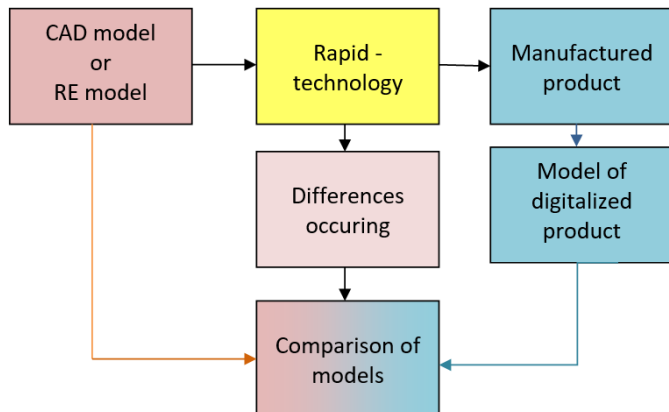 CAD model
or
RE model
Rapid -
technology
Manufactured
product
Differences
occuring
Model of
digitalized
product
Comparison of
models